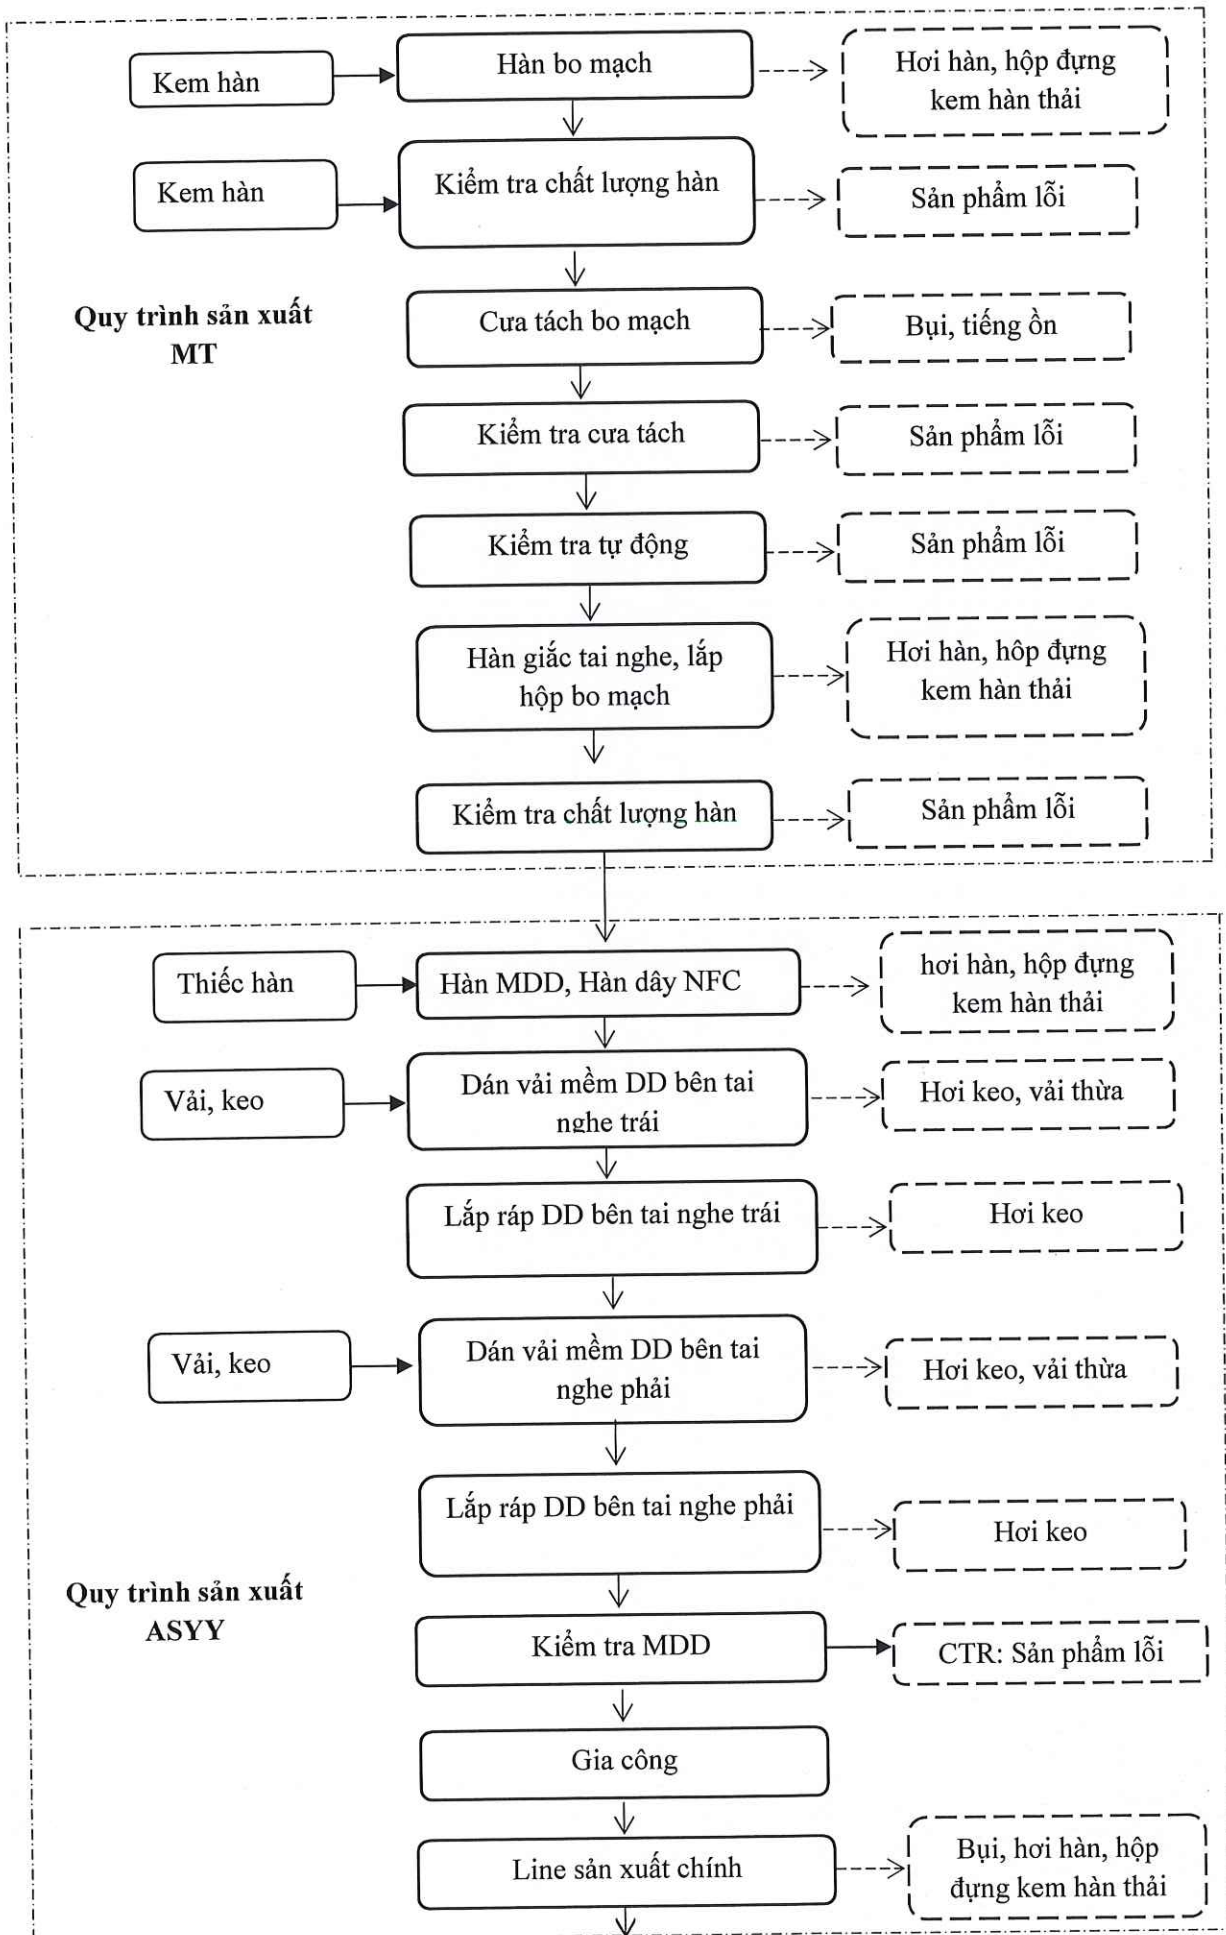 Kem hàn
Hàn bo mạch
Hơi hàn, hộp đựng
kem hàn thải
Kem hàn
Kiểm tra chất lượng hàn
Sản phẩm lỗi
Quy trình sản xuất
MT
Cưa tách bo mạch
Bụi, tiếng ồn
Kiểm tra cưa tách
Sản phẩm lỗi
Kiểm tra tự động
Sản phẩm lỗi
Hàn giắc tai nghe, lắp
hộp bo mạch
Hơi hàn, hôp đựng
kem hàn thải
Kiểm tra chất lượng hàn
Sản phẩm lỗi
Thiếc hàn
Hàn MDD, Hàn dây NFC
hơi hàn, hộp đựng
kem hàn thải
Vải, keo
Dán vải mềm DD bên tai
nghe trái
Hơi keo, vải thừa
Lắp ráp DD bên tai nghe trái
Hơi keo
Vải, keo
Dán vải mềm DD bên tai
nghe phải
Hơi keo, vải thừa
Lắp ráp DD bên tai nghe phải
Hơi keo
Quy trình sản xuất
ASYY
Kiểm tra MDD
CTR: Sản phẩm lỗi
Gia công
Line sản xuất chính
Bụi, hơi hàn, hộp
đựng kem hàn thải